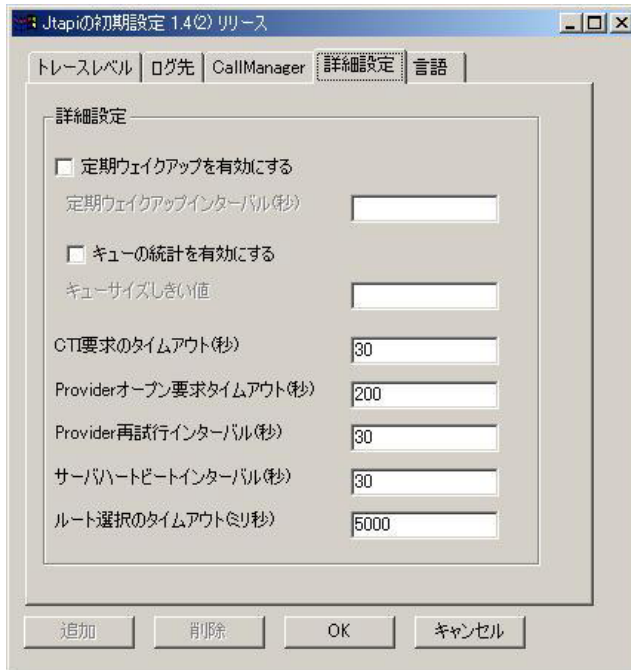 Jtapiの初期設定 1.4(2) リリース
トレースレベル ログ先 CallManager 詳細設定 言語
詳細設定
定期ウェイクアップを有効にする
定期ウェイクアップインターバル(秒)
キューの統計を有効にする
キューサイズしきい値
CTI要求のタイムアウト(秒) 30
Providerオープン要求タイムアウト(秒) 200
Provider再試行インターバル(秒) 30
サーバハートビートインターバル(秒) 30
ルート選択のタイムアウト(ミリ秒) 5000
追加 削除 OK キャンセル